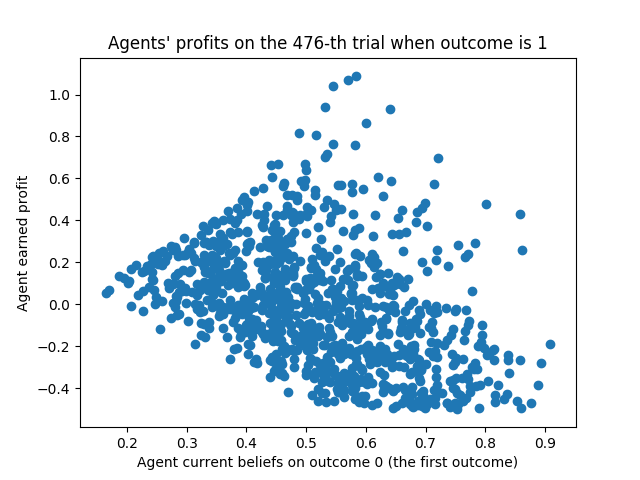 Agents' profits on the 476-th trial when outcome is 1
1.0
0.8
0.6
0.4
0.2
0.0
−0.2
−0.4
Agent earned profit
0.2 0.3 0.4 0.5 0.6 0.7 0.8 0.9
Agent current beliefs on outcome 0 (the first outcome)